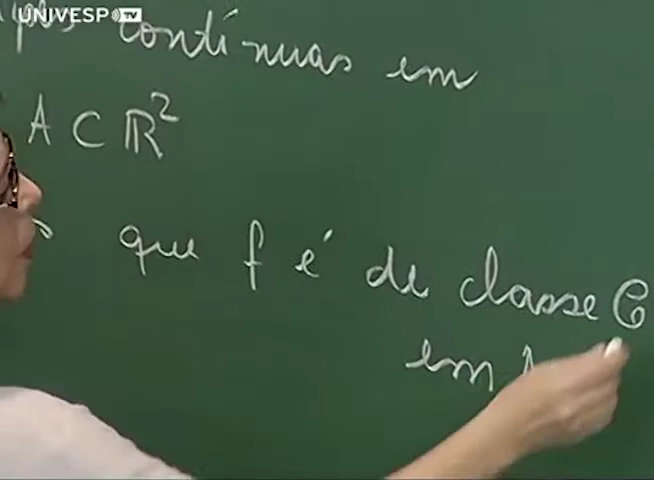 UNIVESP TV
contínuas em
A ⊂ ℝ²
que f é de classe C
em